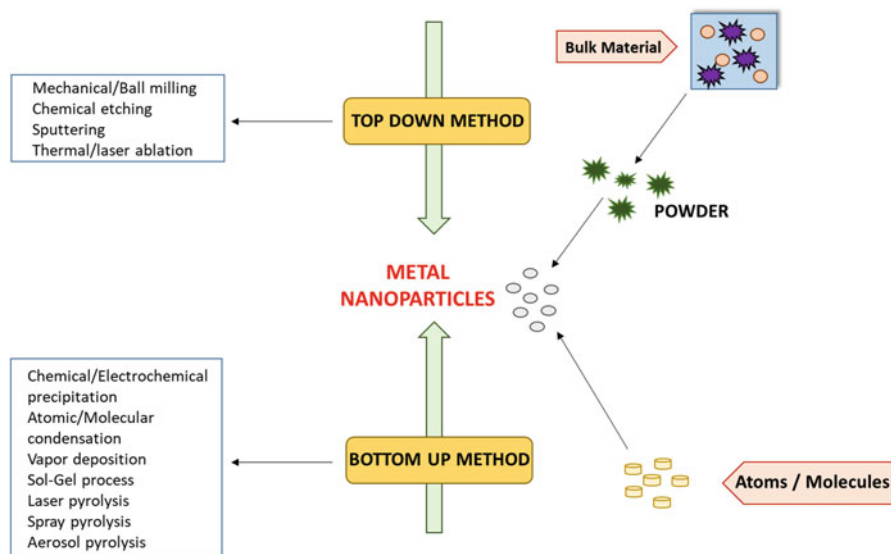 Bulk Material
Mechanical/Ball milling
Chemical etching
Sputtering
Thermal/laser ablation
TOP DOWN METHOD
POWDER
METAL
NANOPARTICLES
Chemical/Electrochemical
precipitation
Atomic/Molecular
condensation
Vapor deposition
Sol-Gel process
Laser pyrolysis
Spray pyrolysis
Aerosol pyrolysis
BOTTOM UP METHOD
Atoms / Molecules